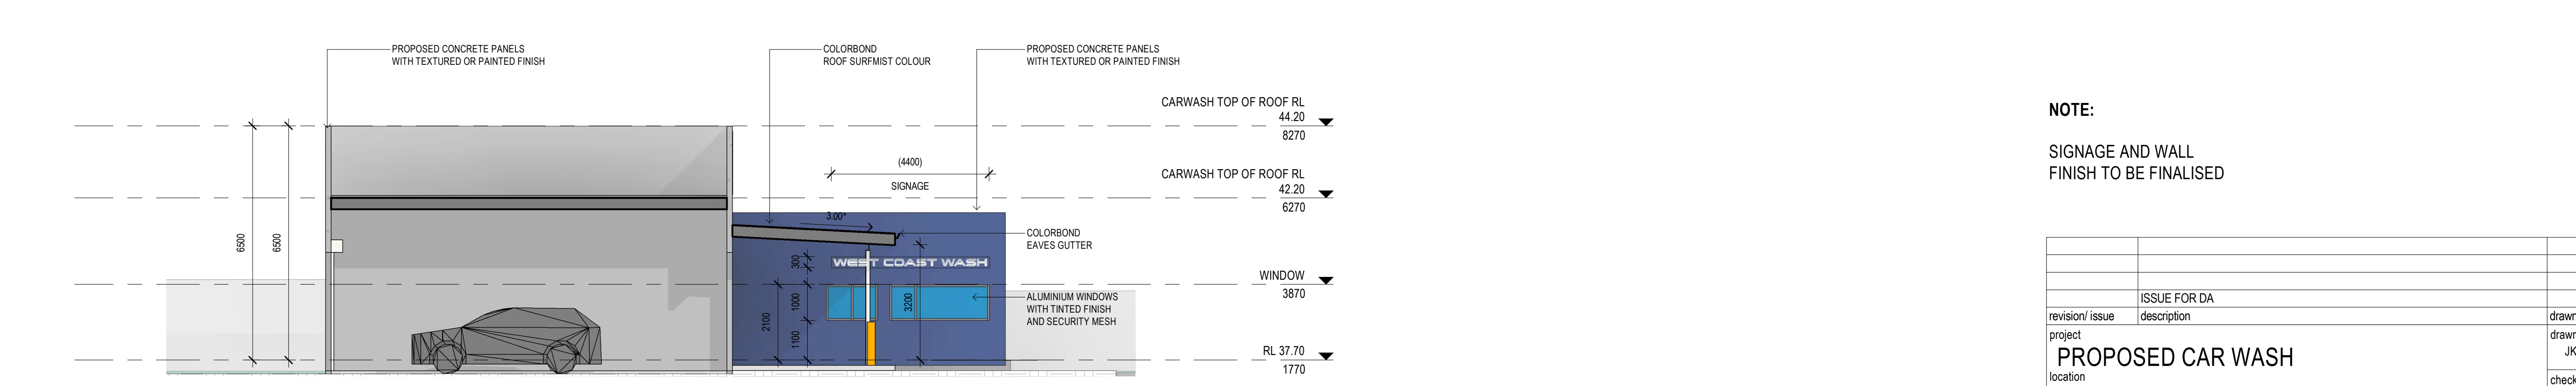 PROPOSED CONCRETE PANELS
WITH TEXTURED OR PAINTED FINISH
COLORBOND
ROOF SURFMIST COLOUR
PROPOSED CONCRETE PANELS
WITH TEXTURED OR PAINTED FINISH
CARWASH TOP OF ROOF RL
44.20
8270
(4400)
SIGNAGE
CARWASH TOP OF ROOF RL
42.20
6270
6500
6500
3.00°
COLORBOND
EAVES GUTTER
WEST COAST WASH
300
1000
1100
2100
3200
WINDOW
3870
ALUMINIUM WINDOWS
WITH TINTED FINISH
AND SECURITY MESH
RL 37.70
1770
NOTE:
SIGNAGE AND WALL
FINISH TO BE FINALISED
ISSUE FOR DA
revision/ issue
description
drawn
project
PROPOSED CAR WASH
location
drawn
JK
check